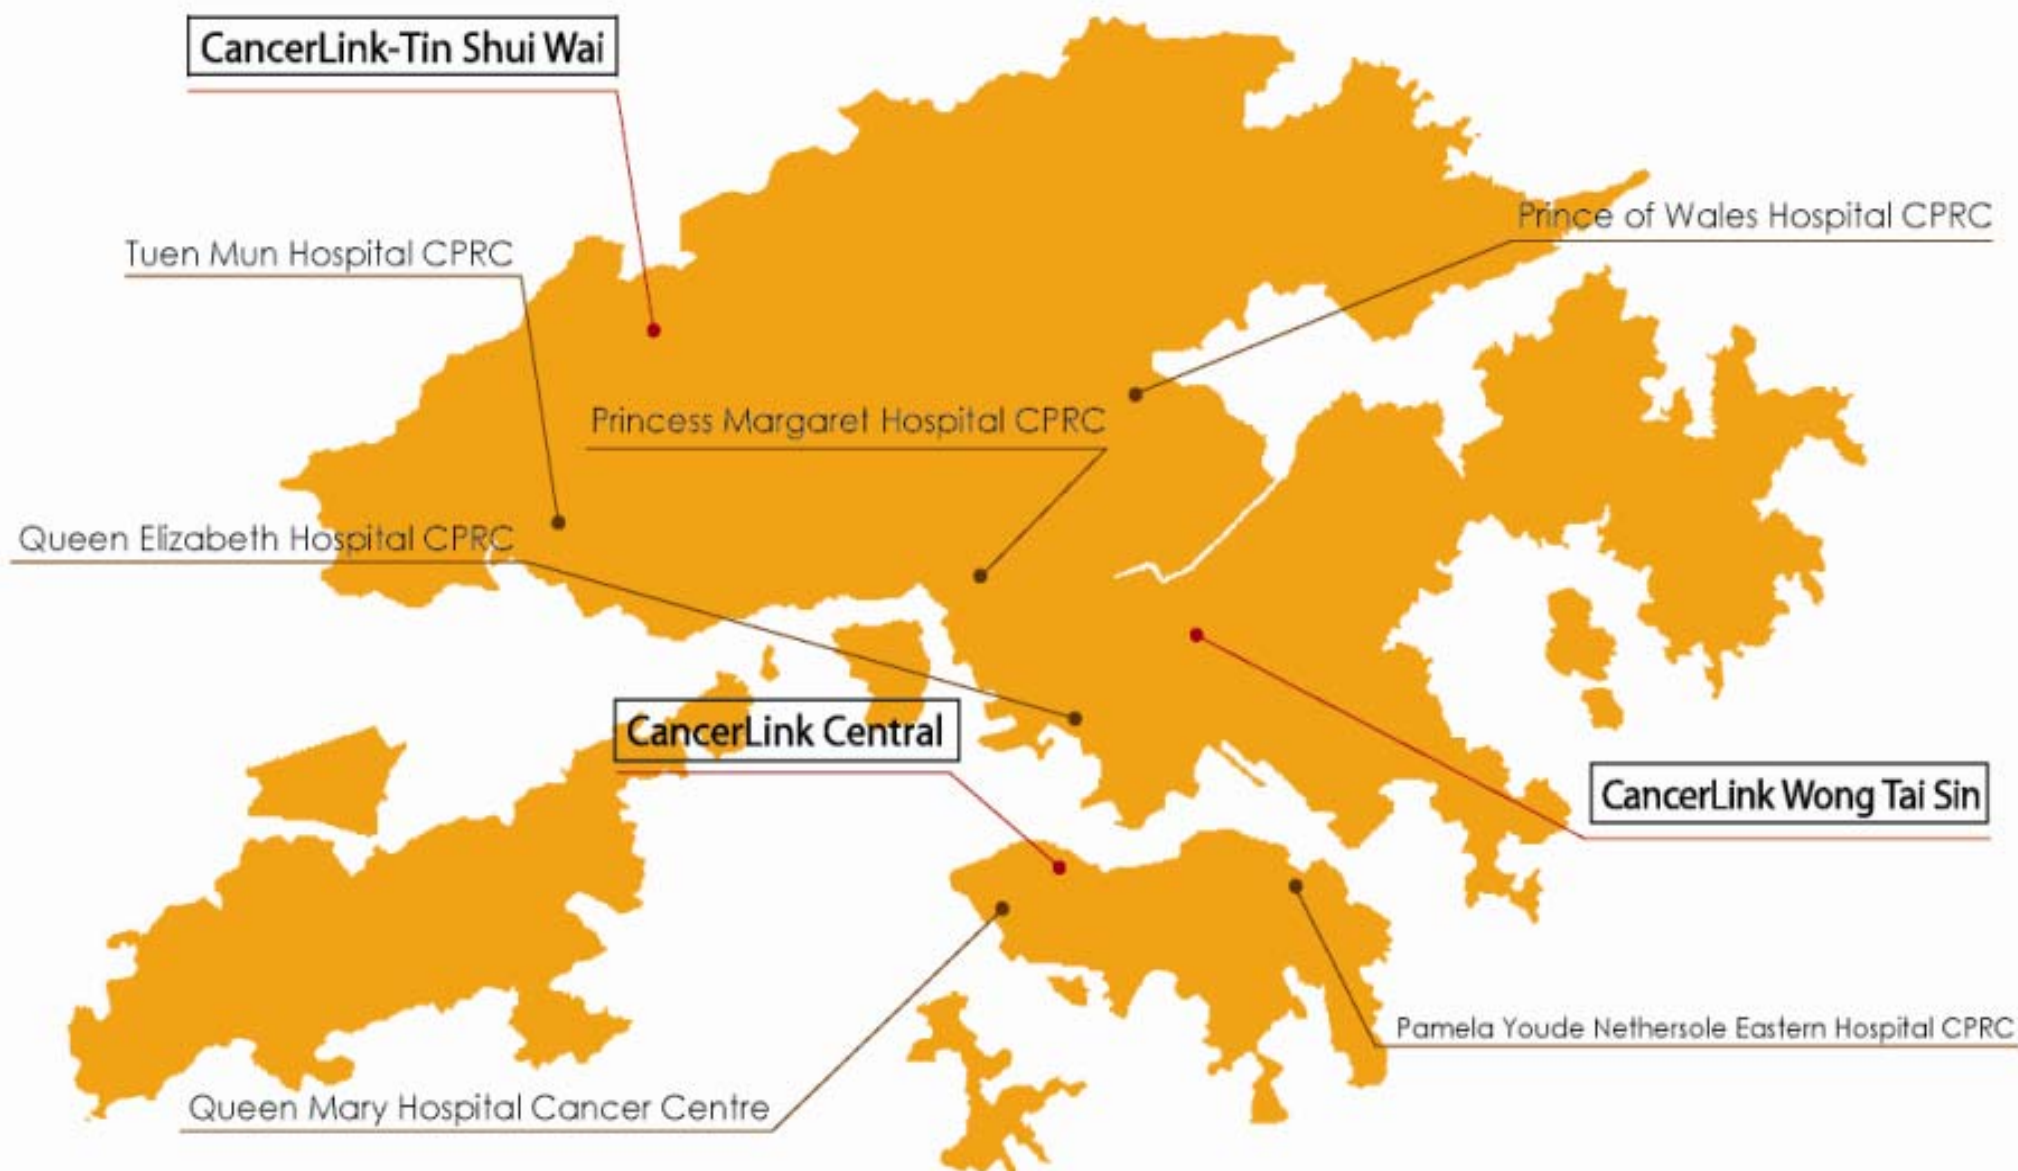 CancerLink-Tin Shui Wai
Prince of Wales Hospital CPRC
Tuen Mun Hospital CPRC
Princess Margaret Hospital CPRC
Queen Elizabeth Hospital CPRC
CancerLink Central
CancerLink Wong Tai Sin
Pamela Youde Nethersole Eastern Hospital CPRC
Queen Mary Hospital Cancer Centre